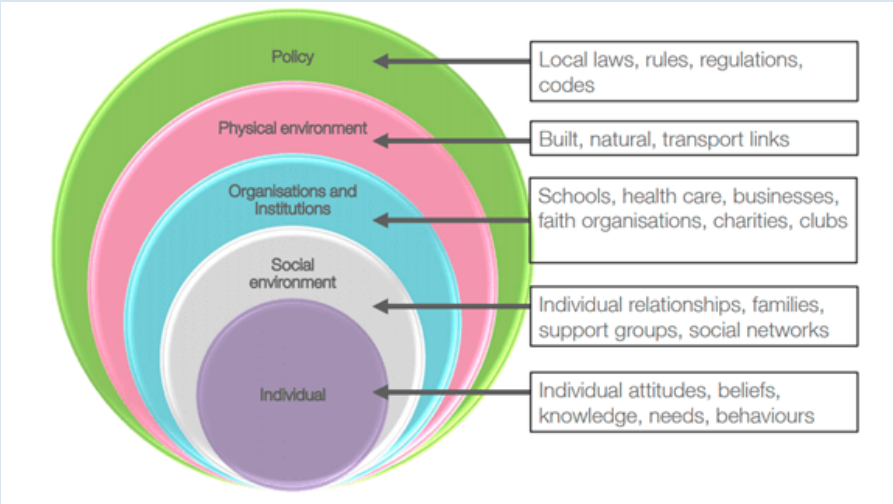 Policy
Local laws, rules, regulations,
codes
Physical environment
Built, natural, transport links
Organisations and
Institutions
Schools, health care, businesses,
faith organisations, charities, clubs
Social
environment
Individual relationships, families,
support groups, social networks
Individual
Individual attitudes, beliefs,
knowledge, needs, behaviours